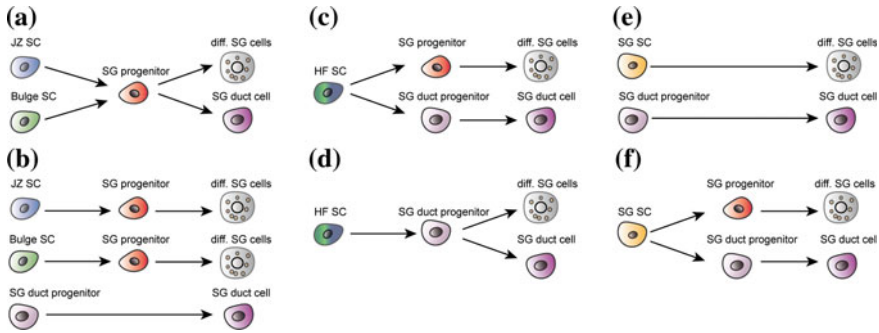 (a)
JZ SC
diff. SG cells
SG progenitor
Bulge SC
SG duct cell
(b)
JZ SC
SG progenitor
diff. SG cells
Bulge SC
SG progenitor
diff. SG cells
SG duct progenitor
SG duct cell
(c)
SG progenitor
diff. SG cells
HF SC
SG duct progenitor
SG duct cell
(d)
diff. SG cells
HF SC
SG duct progenitor
SG duct cell
(e)
SG SC
diff. SG cells
SG duct progenitor
SG duct cell
(f)
SG progenitor
diff. SG cells
SG SC
SG duct progenitor
SG duct cell